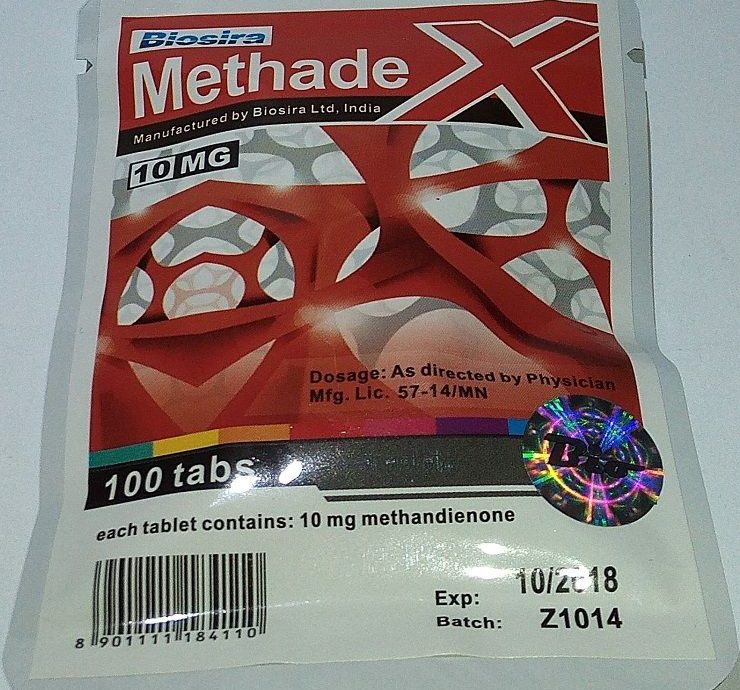 Biosira
Methade X
Manufactured by Biosira Ltd, India
10 MG
Dosage: As directed by Physician
Mfg. Lic. 57-14/MN
Bio
100 tabs
each tablet contains: 10 mg methandienone
8 901111 184110
Exp: 10/2018
Batch: Z1014